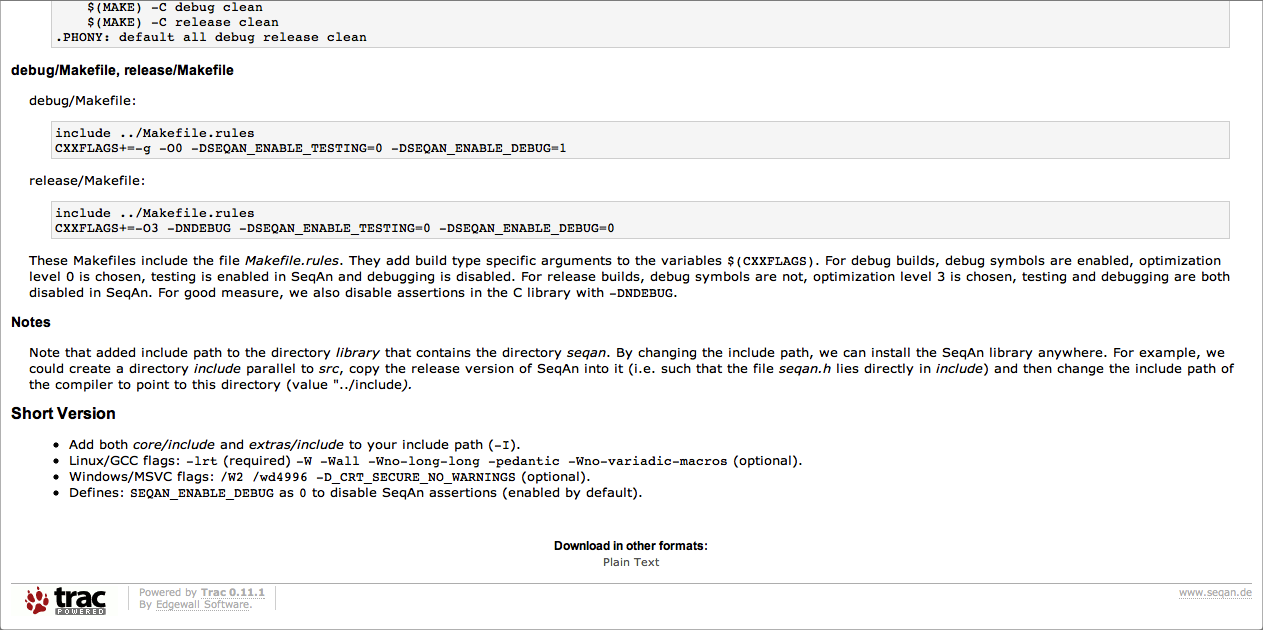 $(MAKE) -C debug clean
$(MAKE) -C release clean
.PHONY: default all debug release clean
debug/Makefile, release/Makefile
debug/Makefile:
include ../Makefile.rules
CXXFLAGS+=-g -O0 -DSEQAN_ENABLE_TESTING=0 -DSEQAN_ENABLE_DEBUG=1
release/Makefile:
include ../Makefile.rules
CXXFLAGS+=-O3 -DNDEBUG -DSEQAN_ENABLE_TESTING=0 -DSEQAN_ENABLE_DEBUG=0
These Makefiles include the file Makefile.rules. They add build type specific arguments to the variables $(CXXFLAGS). For debug builds, debug symbols are enabled, optimization
level 0 is chosen, testing is enabled in SeqAn and debugging is disabled. For release builds, debug symbols are not, optimization level 3 is chosen, testing and debugging are both
disabled in SeqAn. For good measure, we also disable assertions in the C library with -DNDEBUG.
Notes
Note that added include path to the directory library that contains the directory seqan. By changing the include path, we can install the SeqAn library anywhere. For example, we
could create a directory include parallel to src, copy the release version of SeqAn into it (i.e. such that the file seqan.h lies directly in include) and then change the include path of
the compiler to point to this directory (value "../include).
Short Version
• Add both core/include and extras/include to your include path (-I).
• Linux/GCC flags: -lrt (required) -W -Wall -Wno-long-long -pedantic -Wno-variadic-macros (optional).
• Windows/MSVC flags: /W2 /wd4996 -D_CRT_SECURE_NO_WARNINGS (optional).
• Defines: SEQAN_ENABLE_DEBUG as 0 to disable SeqAn assertions (enabled by default).
Download in other formats:
Plain Text
trac
POWERED
Powered by Trac 0.11.1
By Edgewall Software.
www.seqan.de